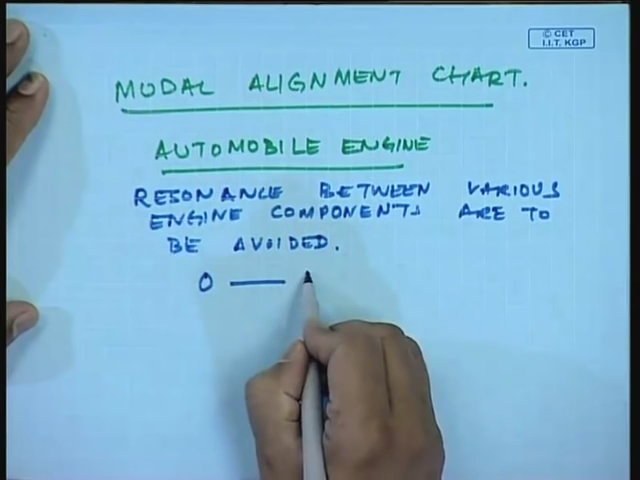 © CET
I.I.T. KGP
MODAL ALIGNMENT CHART.
AUTOMOBILE ENGINE
RESONANCE BETWEEN VARIOUS
ENGINE COMPONENTS ARE TO
BE AVOIDED.
0 —